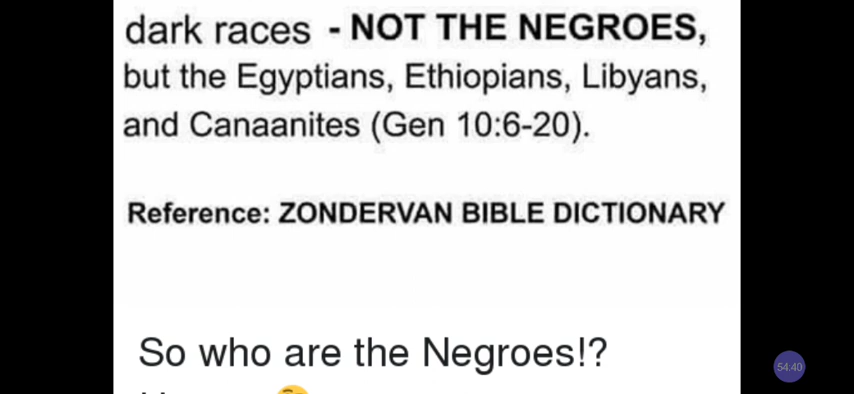 dark races - NOT THE NEGROES,
but the Egyptians, Ethiopians, Libyans,
and Canaanites (Gen 10:6-20).
Reference: ZONDERVAN BIBLE DICTIONARY
So who are the Negroes!?
54:40